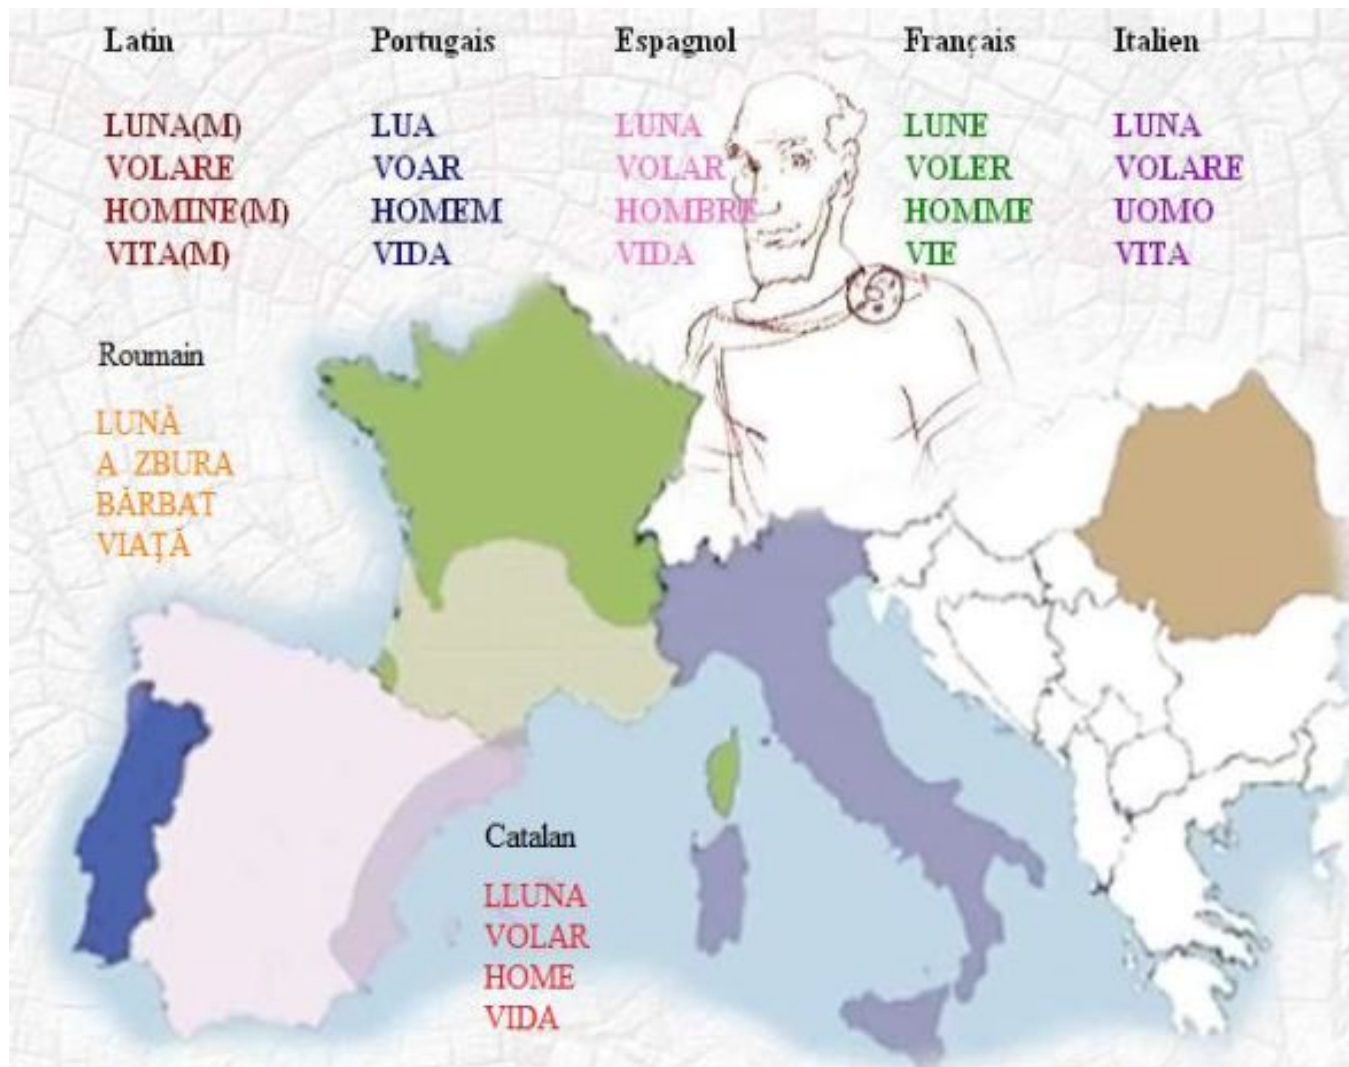 Latin Portugais Espagnol Français Italien
LUNA(M) LUA LUNA LUNE LUNA
VOLARE VOAR VOLAR VOLER VOLARE
HOMINE(M) HOMEM HOMBRE HOMME UOMO
VITA(M) VIDA VIDA VIE VITA
Roumain
LUNĂ
A ZBURA
BĂRBAT
VIAȚĂ
Catalan
LLUNA
VOLAR
HOME
VIDA